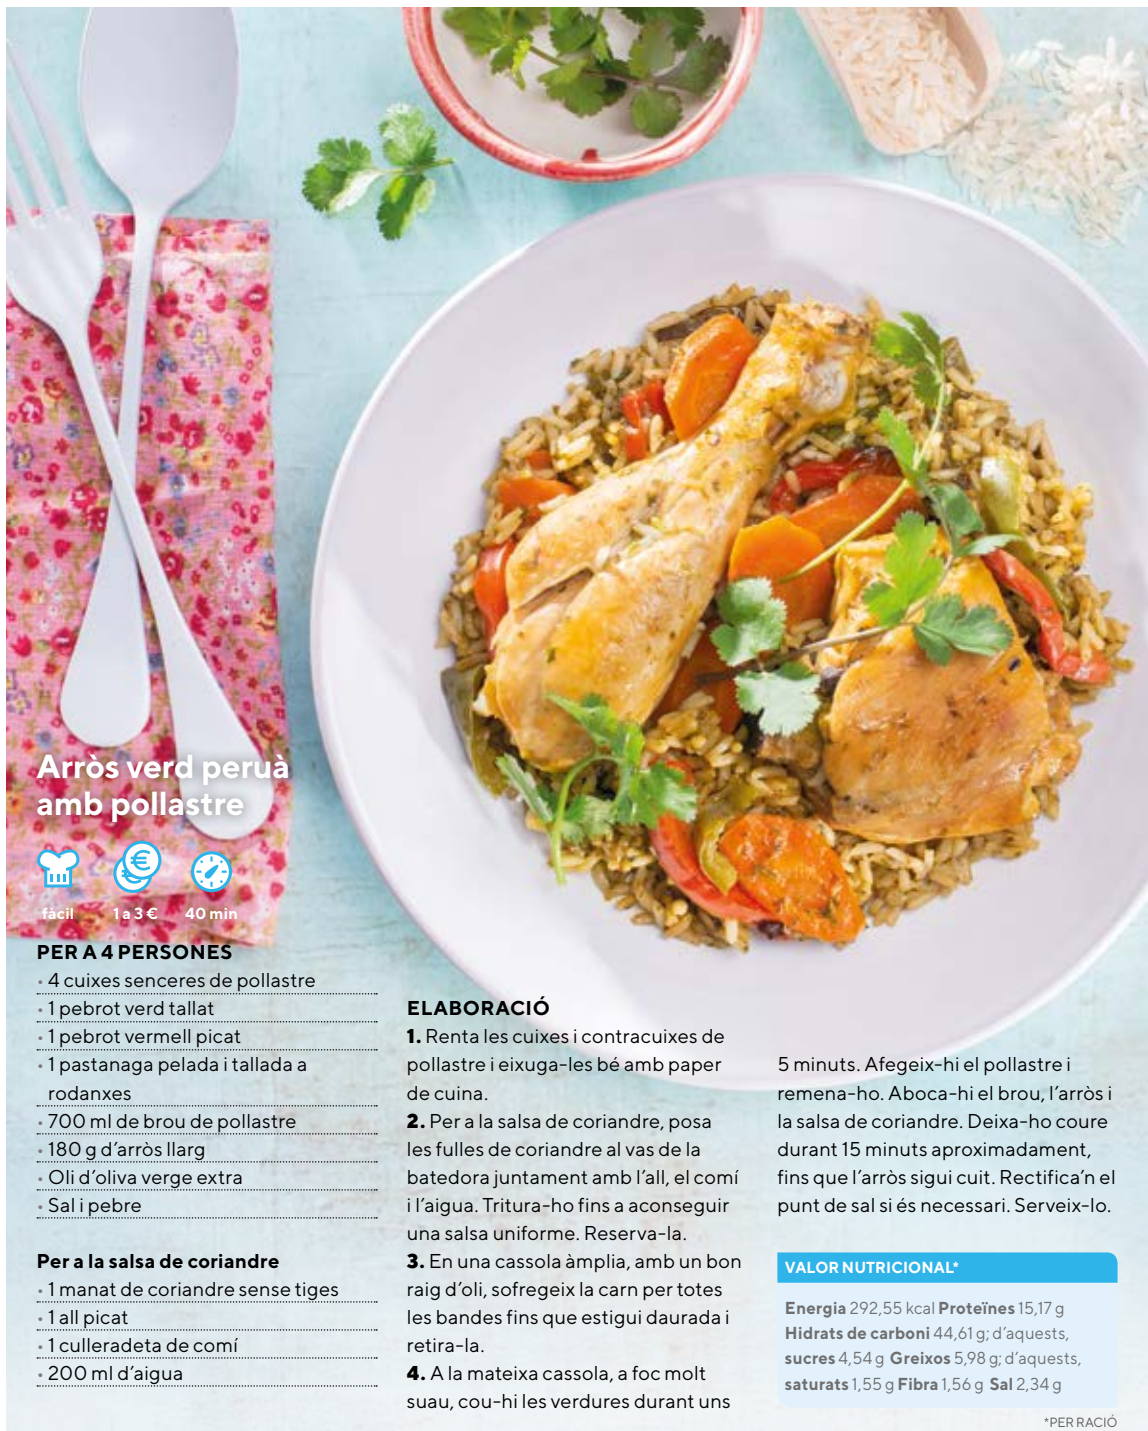 Arròs verd peruà
amb pollastre
fàcil
1 a 3 €
40 min
PER A 4 PERSONES
• 4 cuixes senceres de pollastre
• 1 pebrot verd tallat
• 1 pebrot vermell picat
• 1 pastanaga pelada i tallada a
rodanxes
• 700 ml de brou de pollastre
• 180 g d’arròs llarg
• Oli d’oliva verge extra
• Sal i pebre
Per a la salsa de coriandre
• 1 manat de coriandre sense tiges
• 1 all picat
• 1 culleradeta de comí
• 200 ml d’aigua
ELABORACIÓ
1. Renta les cuixes i contracuixes de
pollastre i eixuga-les bé amb paper
de cuina.
2. Per a la salsa de coriandre, posa
les fulles de coriandre al vas de la
batedora juntament amb l’all, el comí
i l’aigua. Tritura-ho fins a aconseguir
una salsa uniforme. Reserva-la.
3. En una cassola àmplia, amb un bon
raig d’oli, sofregeix la carn per totes
les bandes fins que estigui daurada i
retira-la.
4. A la mateixa cassola, a foc molt
suau, cou-hi les verdures durant uns
5 minuts. Afegeix-hi el pollastre i
remena-ho. Aboca-hi el brou, l’arròs i
la salsa de coriandre. Deixa-ho coure
durant 15 minuts aproximadament,
fins que l’arròs sigui cuit. Rectifica’n el
punt de sal si és necessari. Serveix-lo.
VALOR NUTRICIONAL*
Energia 292,55 kcal Proteïnes 15,17 g
Hidrats de carboni 44,61 g; d’aquests,
sucres 4,54 g Greixos 5,98 g; d’aquests,
saturats 1,55 g Fibra 1,56 g Sal 2,34 g
*PER RACIÓ